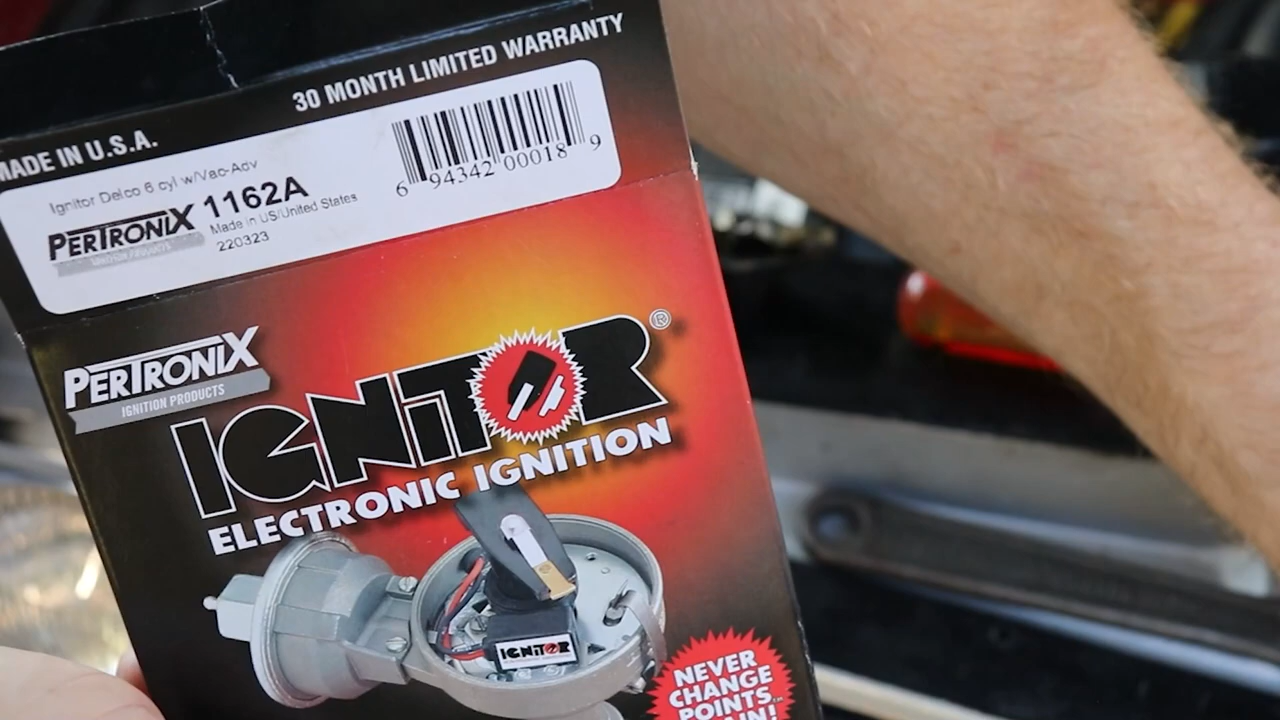 30 MONTH LIMITED WARRANTY
MADE IN U.S.A.
Ignitor Delco 6 cyl w/Vac-Adv
PERTRONIX 1162A
Made in US/United States
220323
6 94342 00018 9
PERTRONIX
IGNITION PRODUCTS
IGNITOR®
ELECTRONIC IGNITION
IGNITOR
NEVER
CHANGE
POINTS